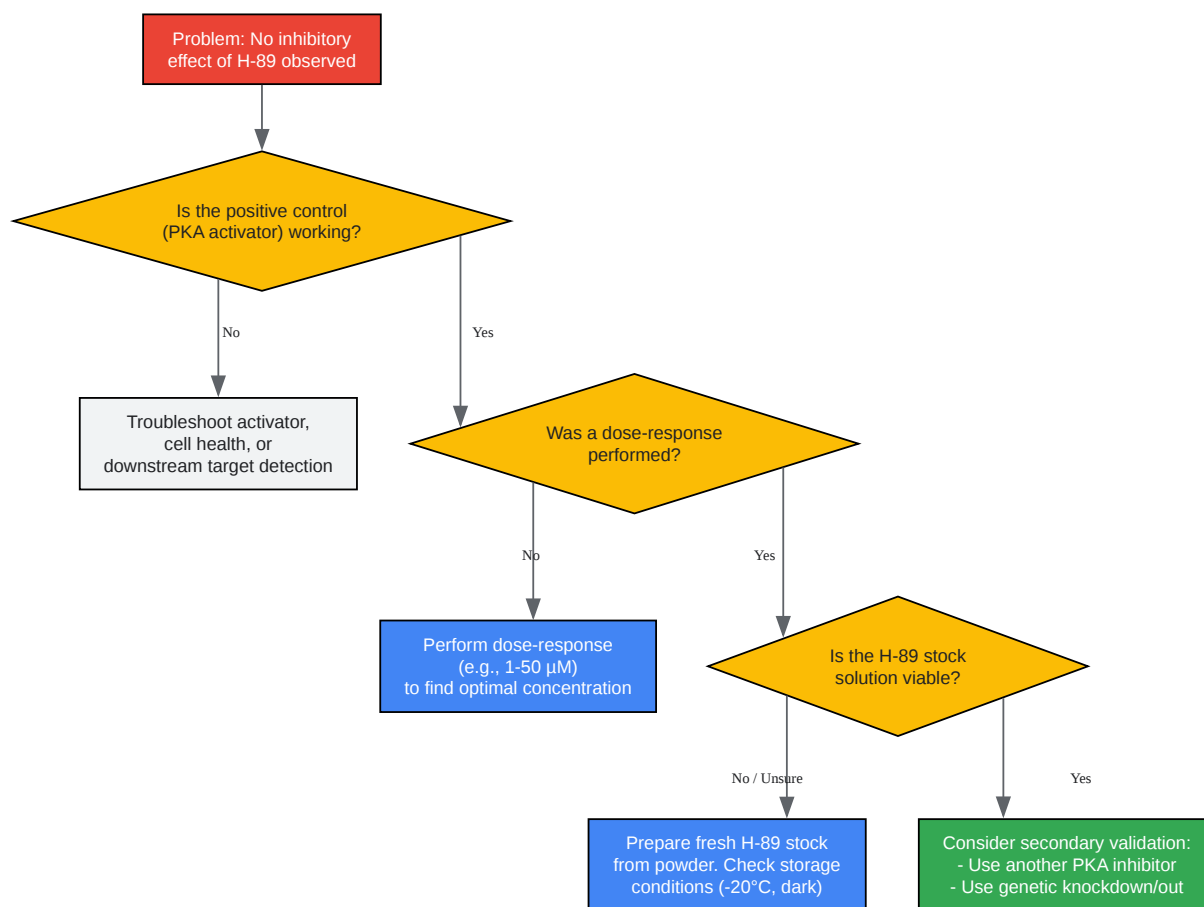 Problem: No inhibitory
effect of H-89 observed
Is the positive control
(PKA activator) working?
No
Yes
Troubleshoot activator,
cell health, or
downstream target detection
Was a dose-response
performed?
No
Yes
Perform dose-response
(e.g., 1-50 µM)
to find optimal concentration
Is the H-89 stock
solution viable?
No / Unsure
Yes
Prepare fresh H-89 stock
from powder. Check storage
conditions (-20°C, dark)
Consider secondary validation:
- Use another PKA inhibitor
- Use genetic knockdown/out